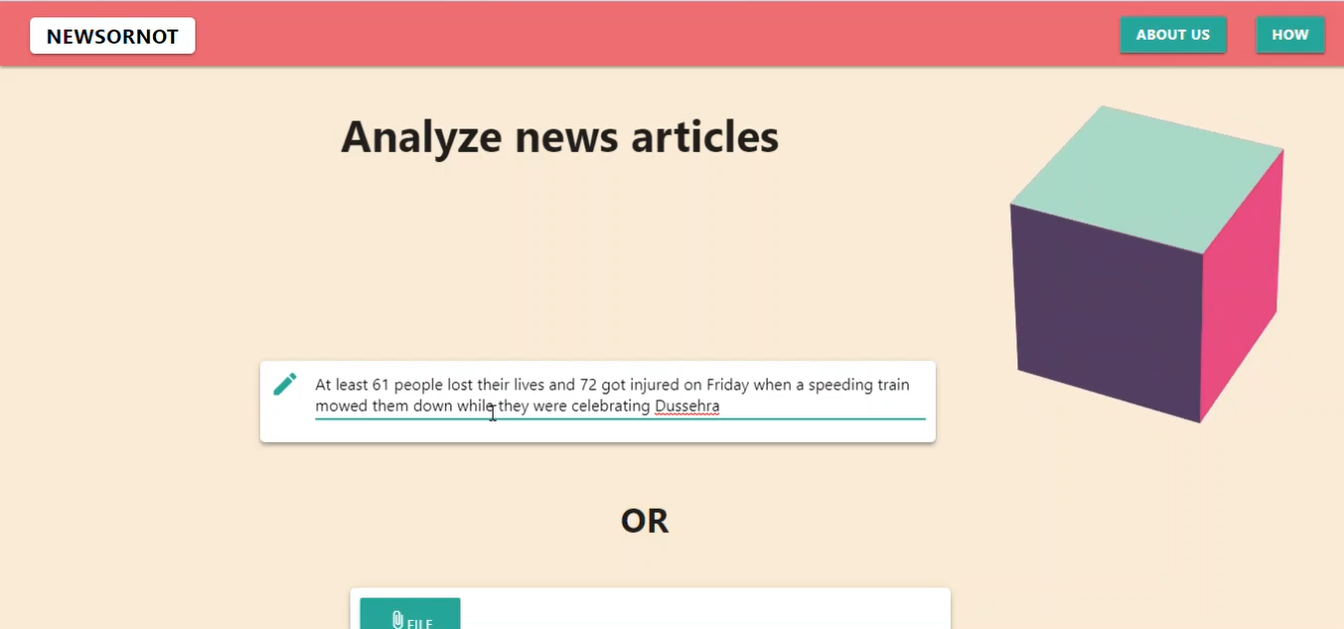 NEWSORNOT
ABOUT US
HOW
Analyze news articles
At least 61 people lost their lives and 72 got injured on Friday when a speeding train
mowed them down while they were celebrating Dussehra
OR
FILE